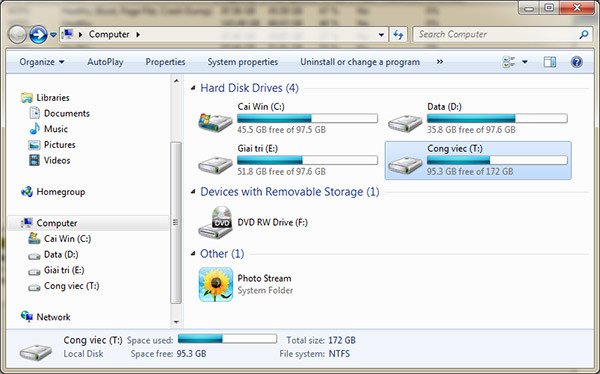 Computer
Search Computer
Organize
AutoPlay
Properties
System properties
Uninstall or change a program
»
Libraries
Documents
Music
Pictures
Videos
Homegroup
Computer
Cai Win (C:)
Data (D:)
Giai tri (E:)
Cong viec (T:)
Network
Hard Disk Drives (4)
Cai Win (C:)
45.5 GB free of 97.5 GB
Data (D:)
35.8 GB free of 97.6 GB
Giai tri (E:)
51.8 GB free of 97.6 GB
Cong viec (T:)
95.3 GB free of 172 GB
Devices with Removable Storage (1)
DVD
DVD RW Drive (F:)
Other (1)
Photo Stream
System Folder
Cong viec (T:) Space used: Total size: 172 GB
Local Disk Space free: 95.3 GB File system: NTFS